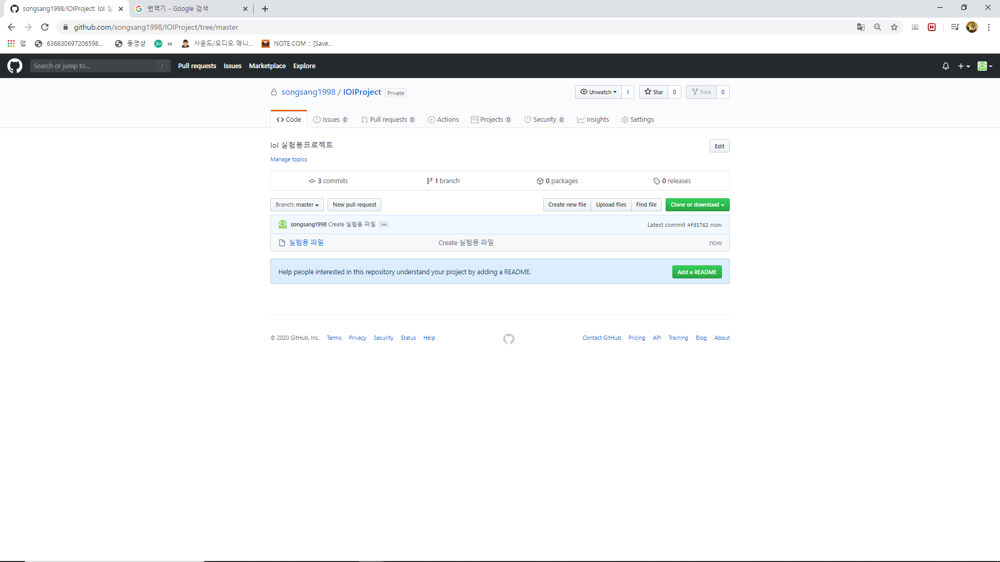 songsang1998/IOIProject: lol 실
번역기 - Google 검색
github.com/songsang1998/IOIProject/tree/master
앱
636830697206598...
동영상
ㅂ
사운드/오디오 매니...
NOTE.COM :: [Save...
Search or jump to...
/
Pull requests
Issues
Marketplace
Explore
songsang1998 / IOIProject Private
Unwatch 1
Star 0
Fork 0
Code
Issues 0
Pull requests 0
Actions
Projects 0
Security 0
Insights
Settings
lol 실험용프로젝트
Edit
Manage topics
3 commits
1 branch
0 packages
0 releases
Branch: master
New pull request
Create new file
Upload files
Find file
Clone or download
songsang1998 Create 실험용 파일 ...
Latest commit 4fd1762 now
실험용 파일
Create 실험용 파일
now
Help people interested in this repository understand your project by adding a README.
Add a README
© 2020 GitHub, Inc.
Terms
Privacy
Security
Status
Help
Contact GitHub
Pricing
API
Training
Blog
About